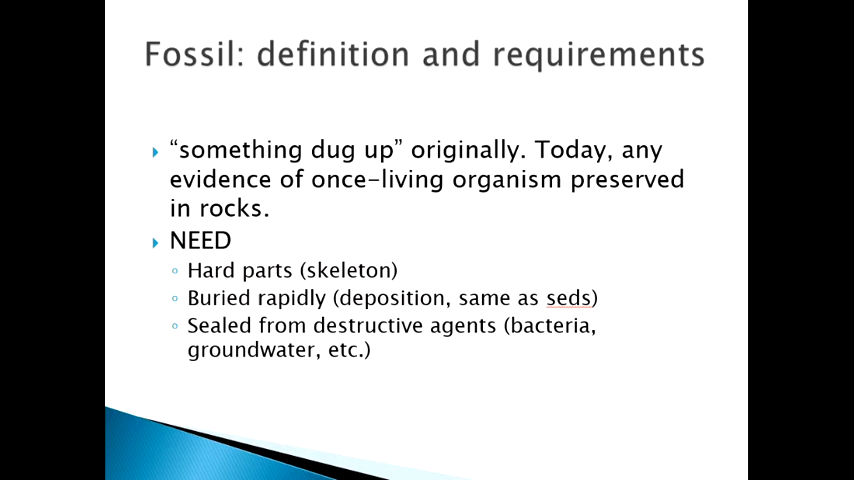 Fossil: definition and requirements
“something dug up” originally. Today, any
evidence of once-living organism preserved
in rocks.
NEED
Hard parts (skeleton)
Buried rapidly (deposition, same as seds)
Sealed from destructive agents (bacteria,
groundwater, etc.)